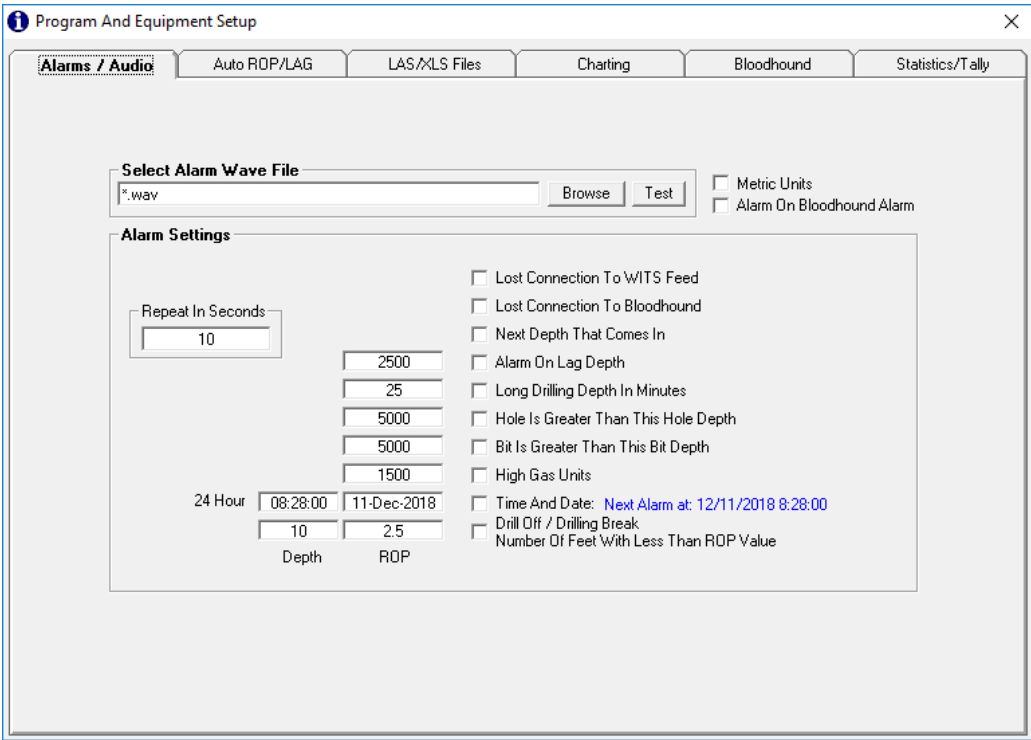 Program And Equipment Setup
Alarms / Audio
Auto ROP/LAG
LAS/XLS Files
Charting
Bloodhound
Statistics/Tally
Select Alarm Wave File
*.wav
Browse
Test
Metric Units
Alarm On Bloodhound Alarm
Alarm Settings
Repeat In Seconds
10
Lost Connection To WITS Feed
Lost Connection To Bloodhound
Next Depth That Comes In
2500 Alarm On Lag Depth
25 Long Drilling Depth In Minutes
5000 Hole Is Greater Than This Hole Depth
5000 Bit Is Greater Than This Bit Depth
1500 High Gas Units
24 Hour 08:28:00 11-Dec-2018 Time And Date: Next Alarm at: 12/11/2018 8:28:00
10 2.5 Drill Off / Drilling Break
Number Of Feet With Less Than ROP Value
Depth ROP